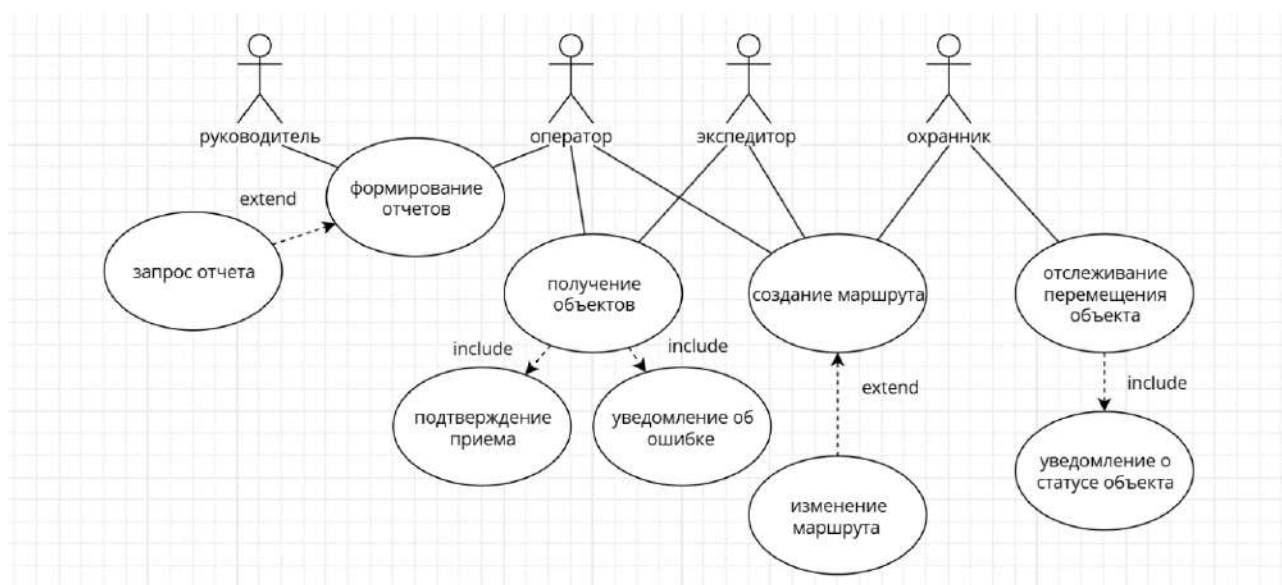 руководитель
оператор
экспедитор
охранник
формирование
отчетов
extend
запрос отчета
получение
объектов
создание маршрута
отслеживание
перемещения
объекта
include
include
extend
include
подтверждение
приема
уведомление об
ошибке
уведомление о
статусе объекта
изменение
маршрута